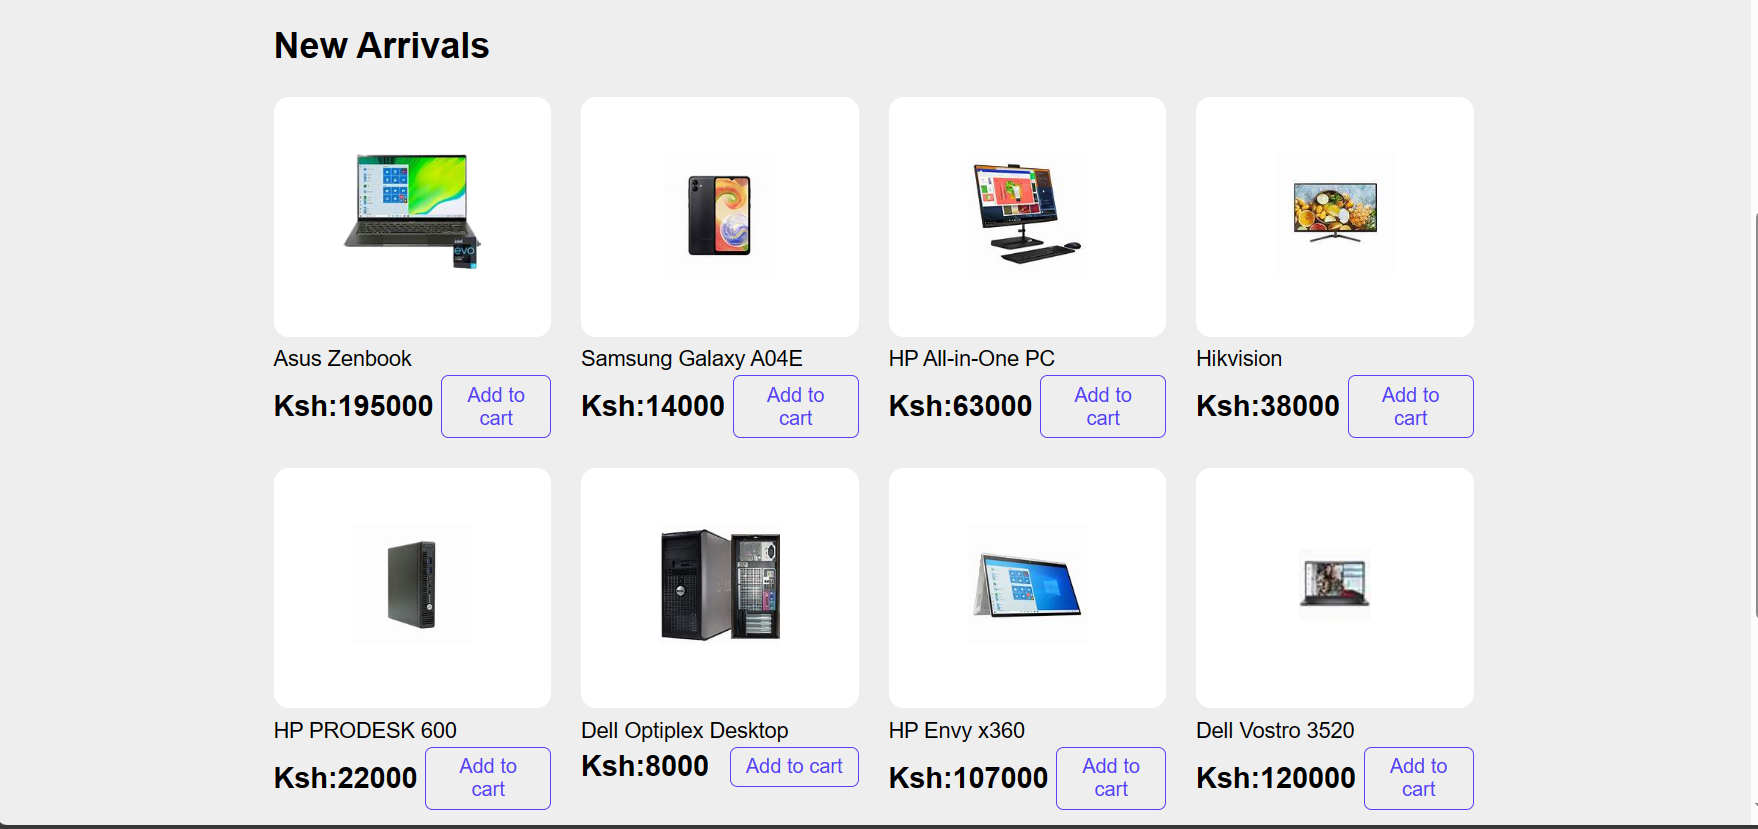 New Arrivals
evo
Asus Zenbook
Ksh:195000
Add to
cart
Samsung Galaxy A04E
Ksh:14000
Add to
cart
HP All-in-One PC
Ksh:63000
Add to
cart
Hikvision
Ksh:38000
Add to
cart
HP PRODESK 600
Ksh:22000
Add to
cart
Dell Optiplex Desktop
Ksh:8000
Add to cart
HP Envy x360
Ksh:107000
Add to
cart
Dell Vostro 3520
Ksh:120000
Add to
cart